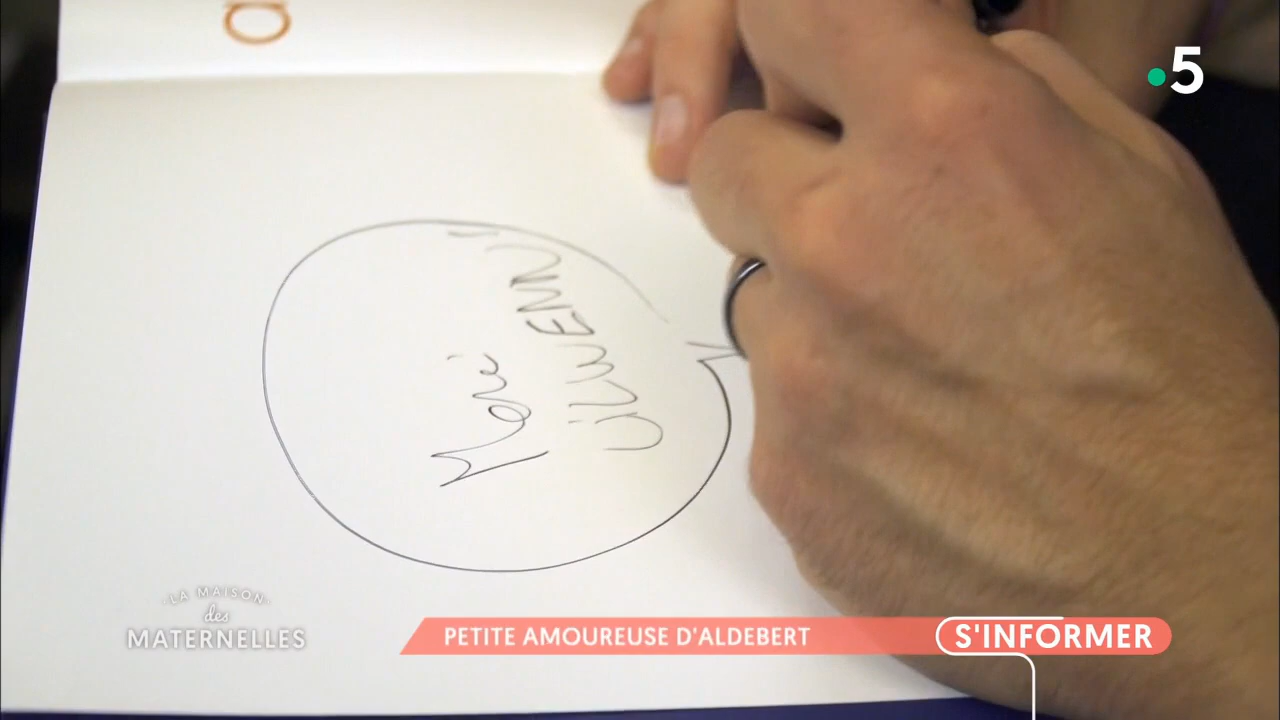 5
Merci
LA MAISON
des
MATERNELLES
PETITE AMOUREUSE D'ALDEBERT
S'INFORMER